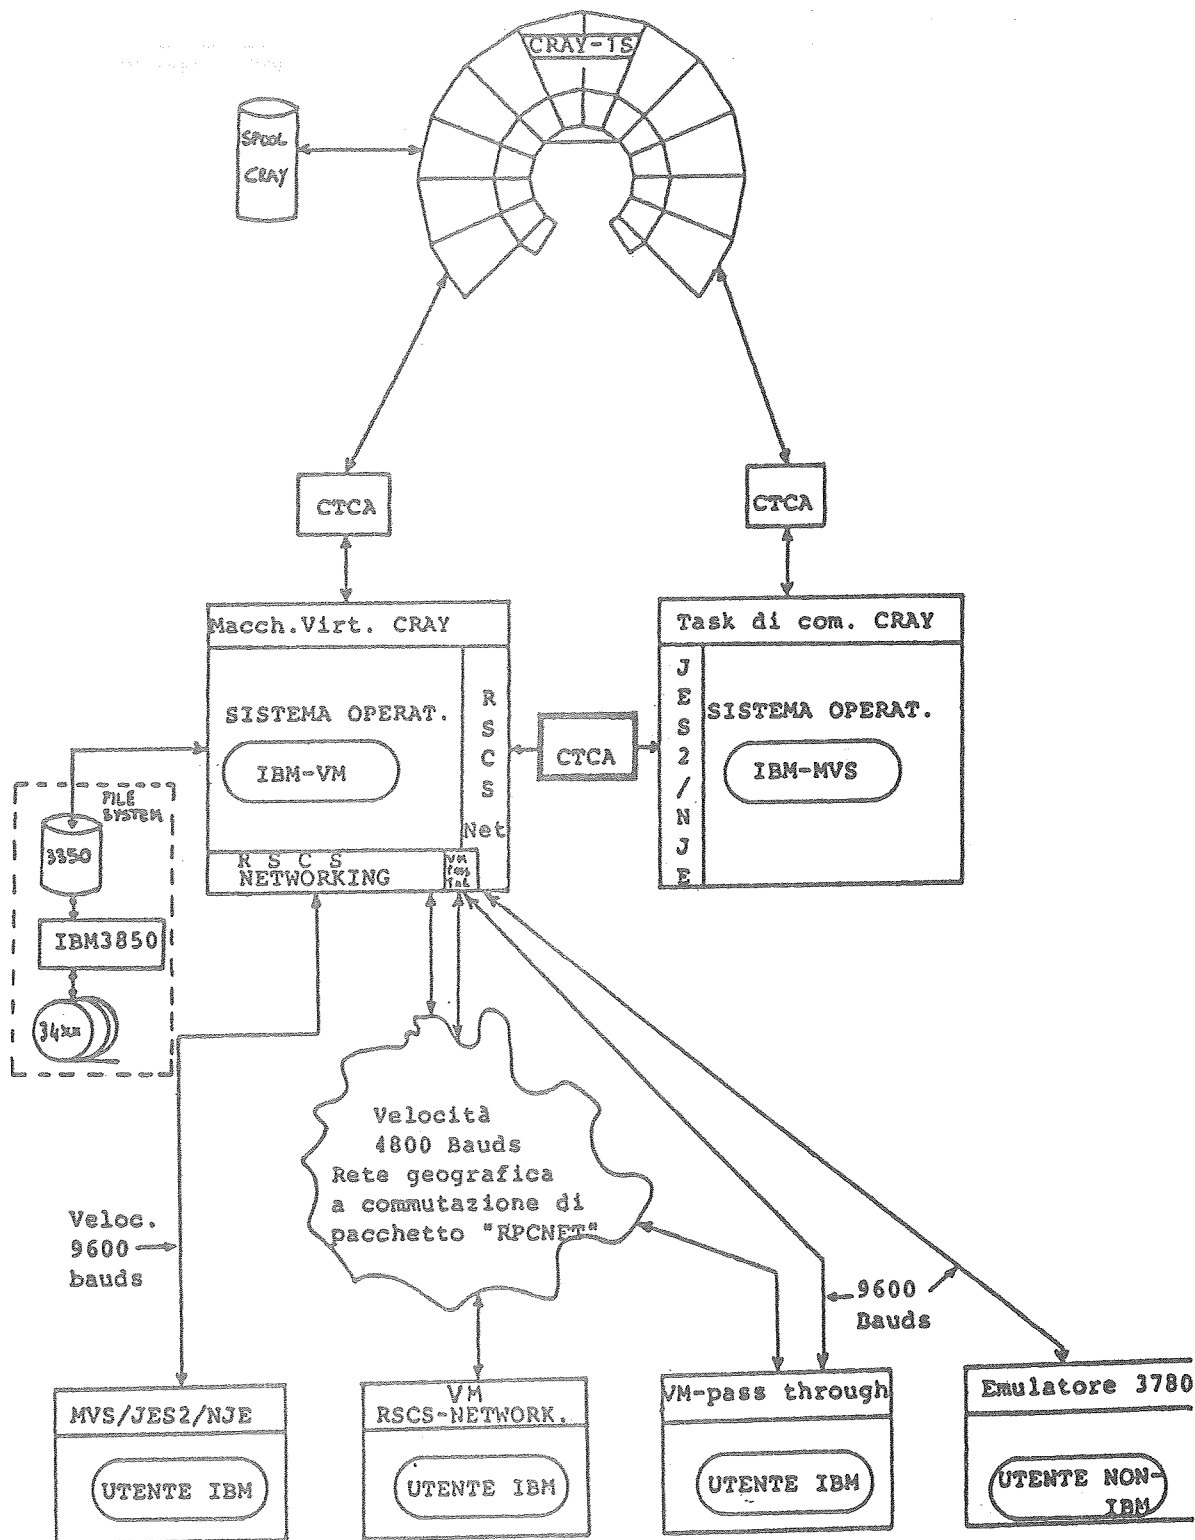 CRAY-1S
SPOOL
CRAY
CTCA
CTCA
Macch.Virt. CRAY
SISTEMA OPERAT.
IBM-VM
R
S
C
S
Net
R S C S
NETWORKING
VM
Pass
CTCA
Task di com. CRAY
J
E
S
2
/
N
J
E
SISTEMA OPERAT.
IBM-MVS
FILE
SYSTEM
3350
IBM3850
34xx
Velocità
4800 Bauds
Rete geografica
a commutazione di
pacchetto "RPCNET"
Veloc.
9600
bauds
9600
Bauds
MVS/JES2/NJE
UTENTE IBM
VM
RSCS-NETWORK.
UTENTE IBM
VM-pass through
UTENTE IBM
Emulatore 3780
UTENTE NON-
IBM